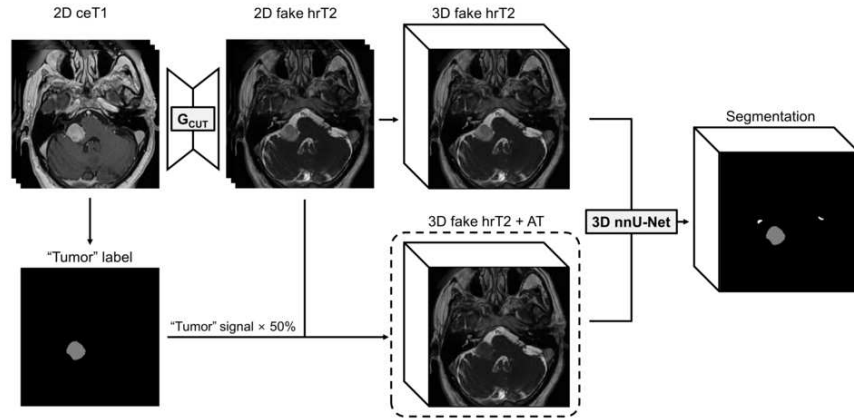 2D ceT1
2D fake hrT2
3D fake hrT2
G_CUT
Segmentation
3D fake hrT2 + AT
3D nnU-Net
“Tumor” label
“Tumor” signal × 50%